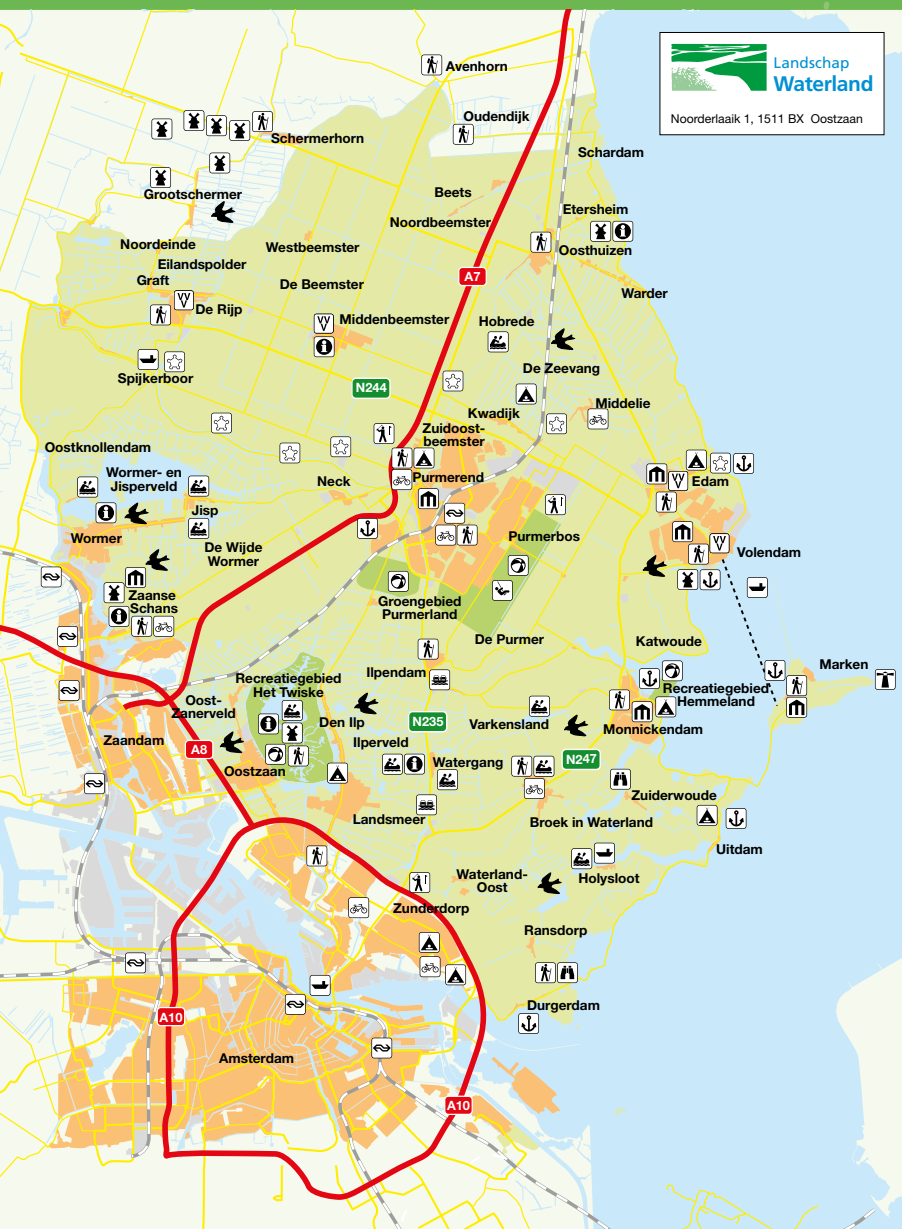 Landschap
Waterland
Noorderlaaik 1, 1511 BX Oostzaan
Avenhorn
Oudendijk
Schermerhorn
Schardam
Beets
Grootschermer
Etersheim
Noordbeemster
Noordeinde
Westbeemster
Oosthuizen
Eilandspolder
Graft
A7
De Beemster
Warder
De Rijp
Middenbeemster
Hobrede
De Zeevang
Spijkerboor
N244
Middelie
Kwadijk
Zuidoost-
beemster
Oostknollendam
Wormer- en
Jisperveld
Neck
Purmerend
Edam
Jisp
Wormer
Purmerbos
De Wijde
Wormer
Volendam
Zaanse
Schans
Groengebied
Purmerland
De Purmer
Katwoude
Ilpendam
Marken
Recreatiegebied
Het Twiske
Recreatiegebied
Hemmeland
Oost-
Zanerveld
Den Ilp
N235
Varkensland
Monnickendam
Zaandam
A8
Ilperveld
Watergang
N247
Oostzaan
Zuiderwoude
Landsmeer
Broek in Waterland
Uitdam
Waterland-
Oost
Holysloot
Zunderdorp
Ransdorp
Durgerdam
A10
Amsterdam
A10